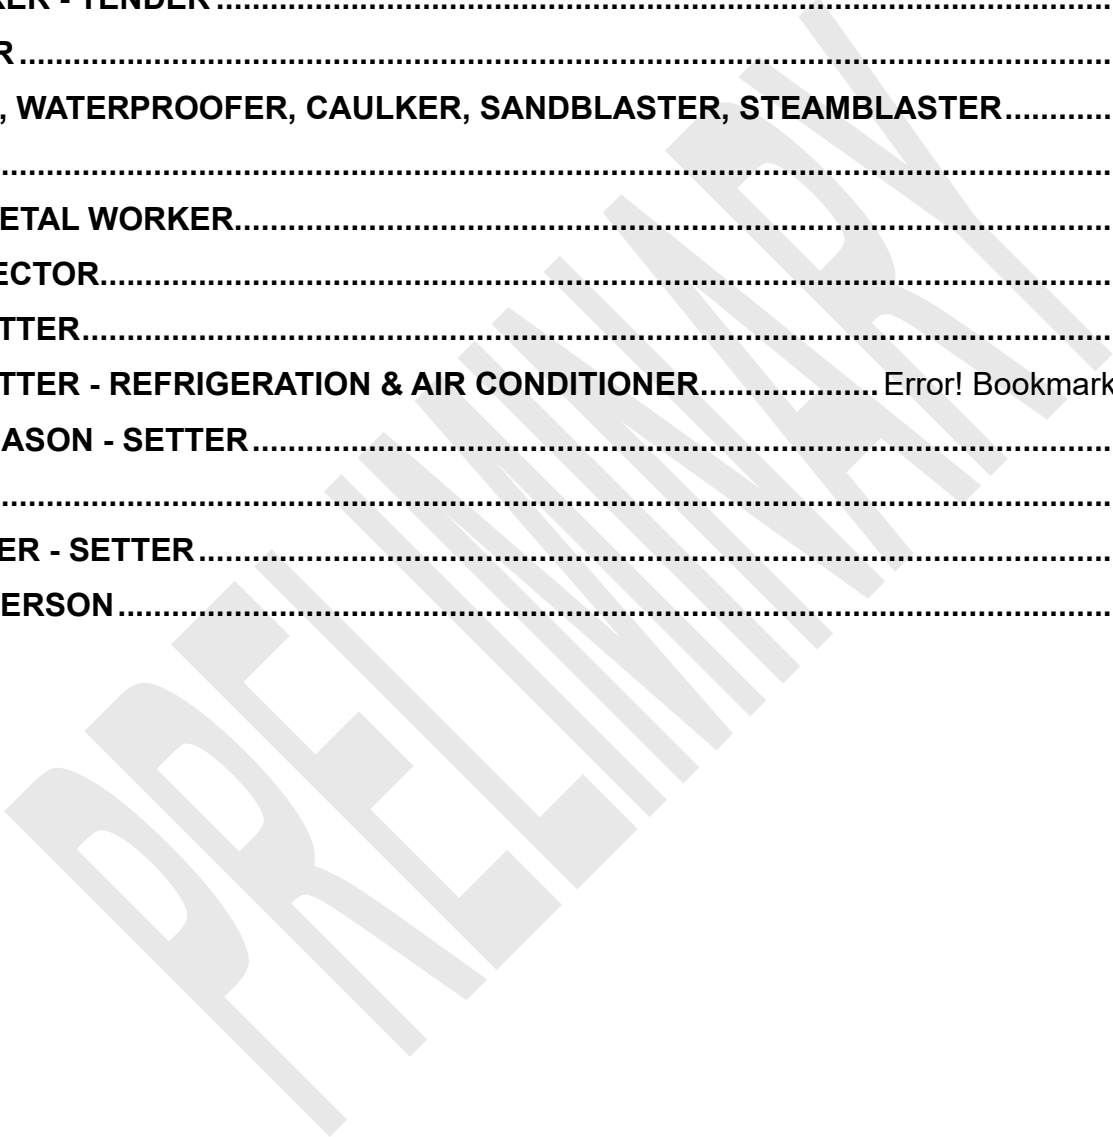 KER - TENDER
R
, WATERPROOFER, CAULKER, SANDBLASTER, STEAMBLASTER
ETAL WORKER
ECTOR
TTER
TTER - REFRIGERATION & AIR CONDITIONER Error! Bookmark
ASON - SETTER
ER - SETTER
ERSON
PRELIMINARY